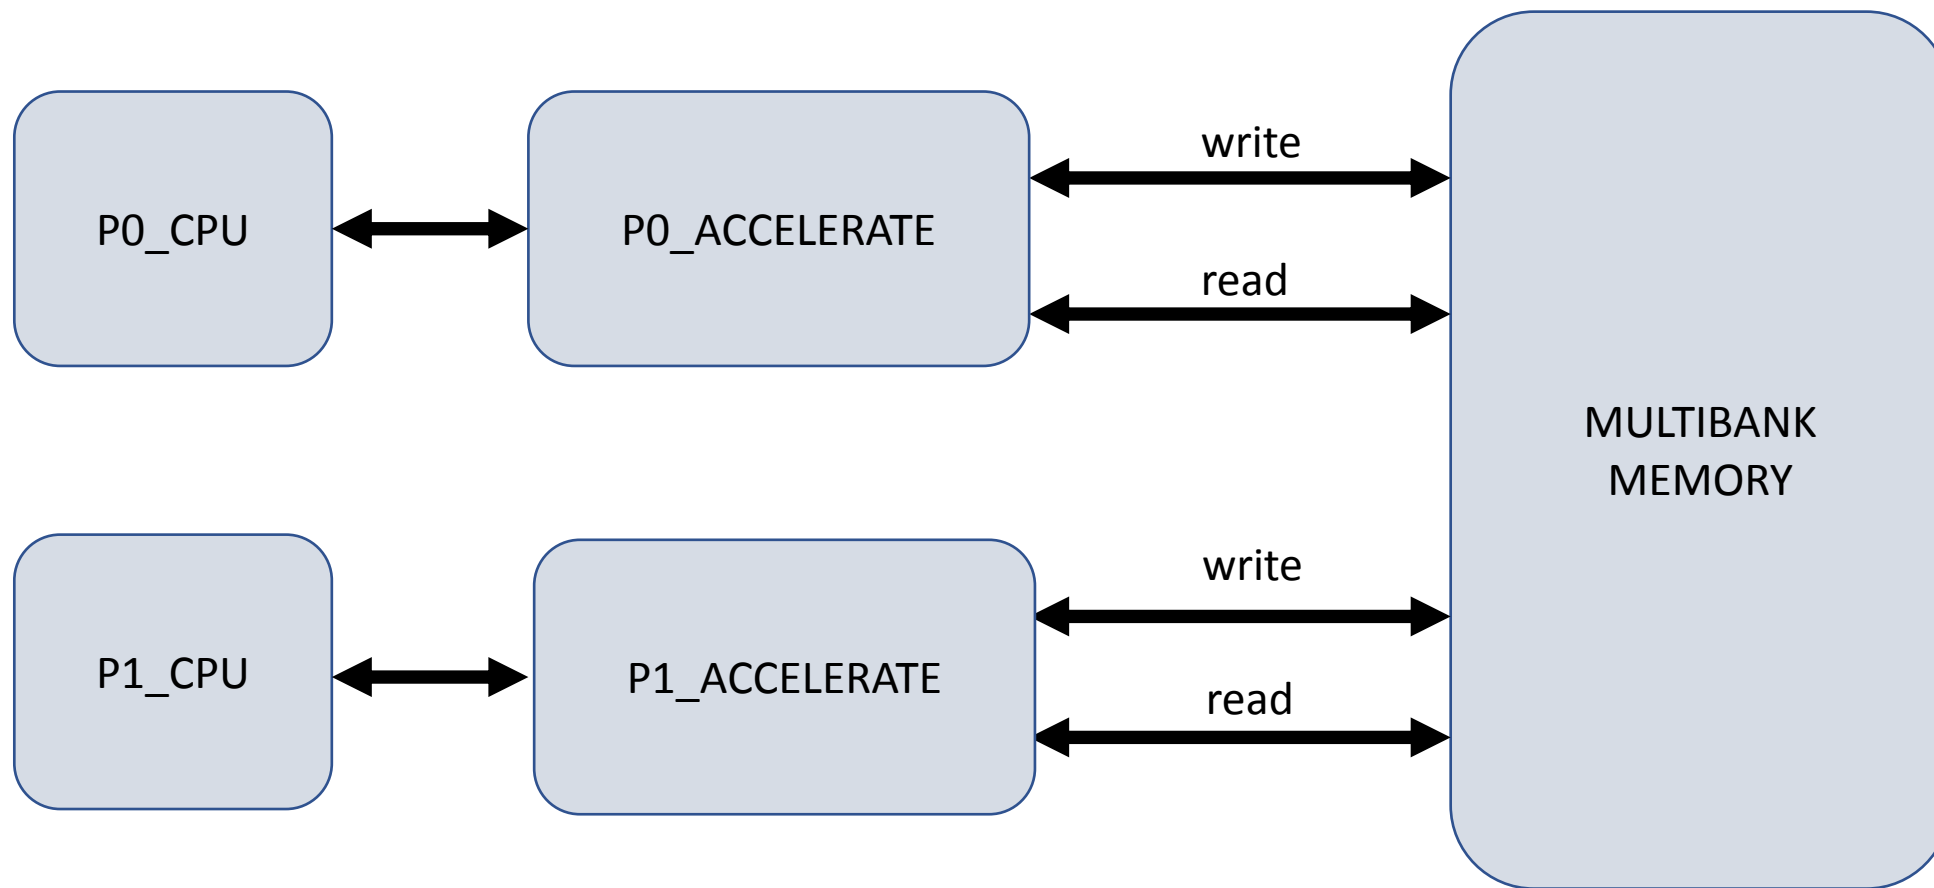 P0_CPU
P0_ACCELERATE
write
read
MULTIBANK
MEMORY
P1_CPU
P1_ACCELERATE
write
read